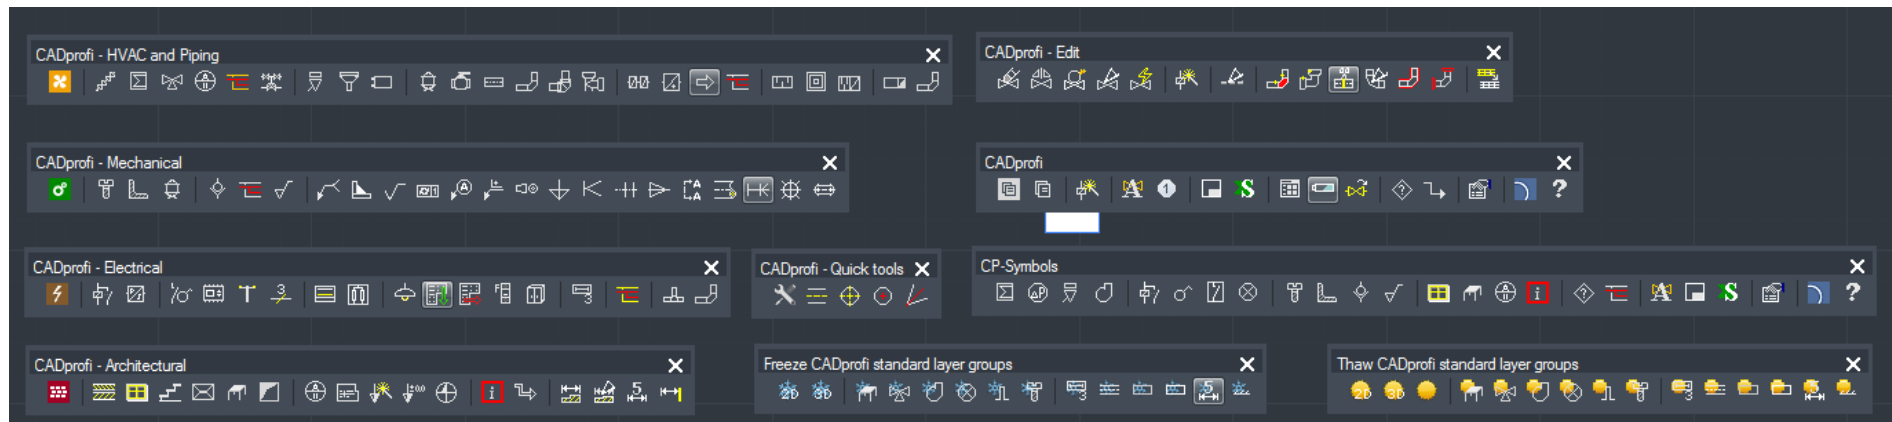 CADprofi - HVAC and Piping
CADprofi - Edit
CADprofi - Mechanical
CADprofi
CADprofi - Electrical
CADprofi - Quick tools
CP-Symbols
CADprofi - Architectural
Freeze CADprofi standard layer groups
Thaw CADprofi standard layer groups